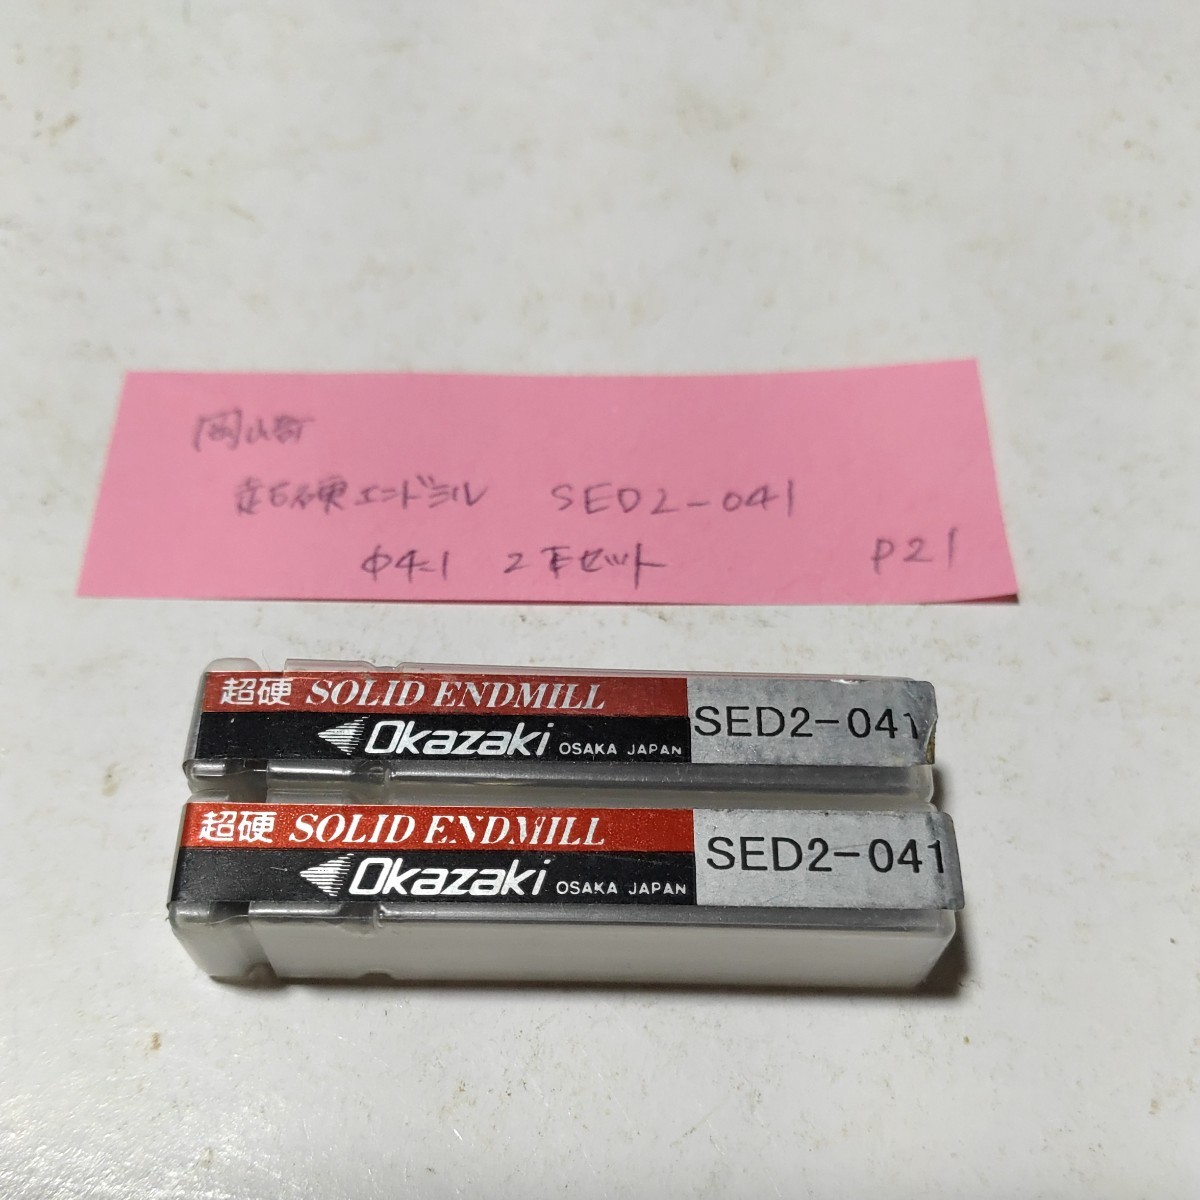 岡崎
超硬エンドミル SED2-041
φ4.1 2本セット P21
超硬 SOLID ENDMILL
Okazaki OSAKA JAPAN SED2-041
超硬 SOLID ENDMILL
Okazaki OSAKA JAPAN SED2-041